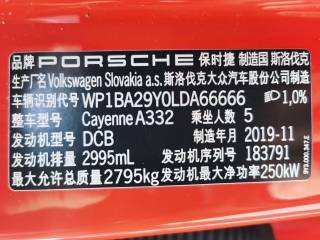 品牌 PORSCHE 保时捷 制造国 斯洛伐克
生产厂名 Volkswagen Slovakia a.s. 斯洛伐克大众汽车股份公司制造
车辆识别代号 WP1BA29Y0LDA66666 1,0%
整车型号 Cayenne A332 乘坐人数 5
发动机型号 DCB 制造年月 2019-11
发动机排量 2995mL 发动机序列号 183791
最大允许总质量 2795kg 发动机最大净功率 250kW